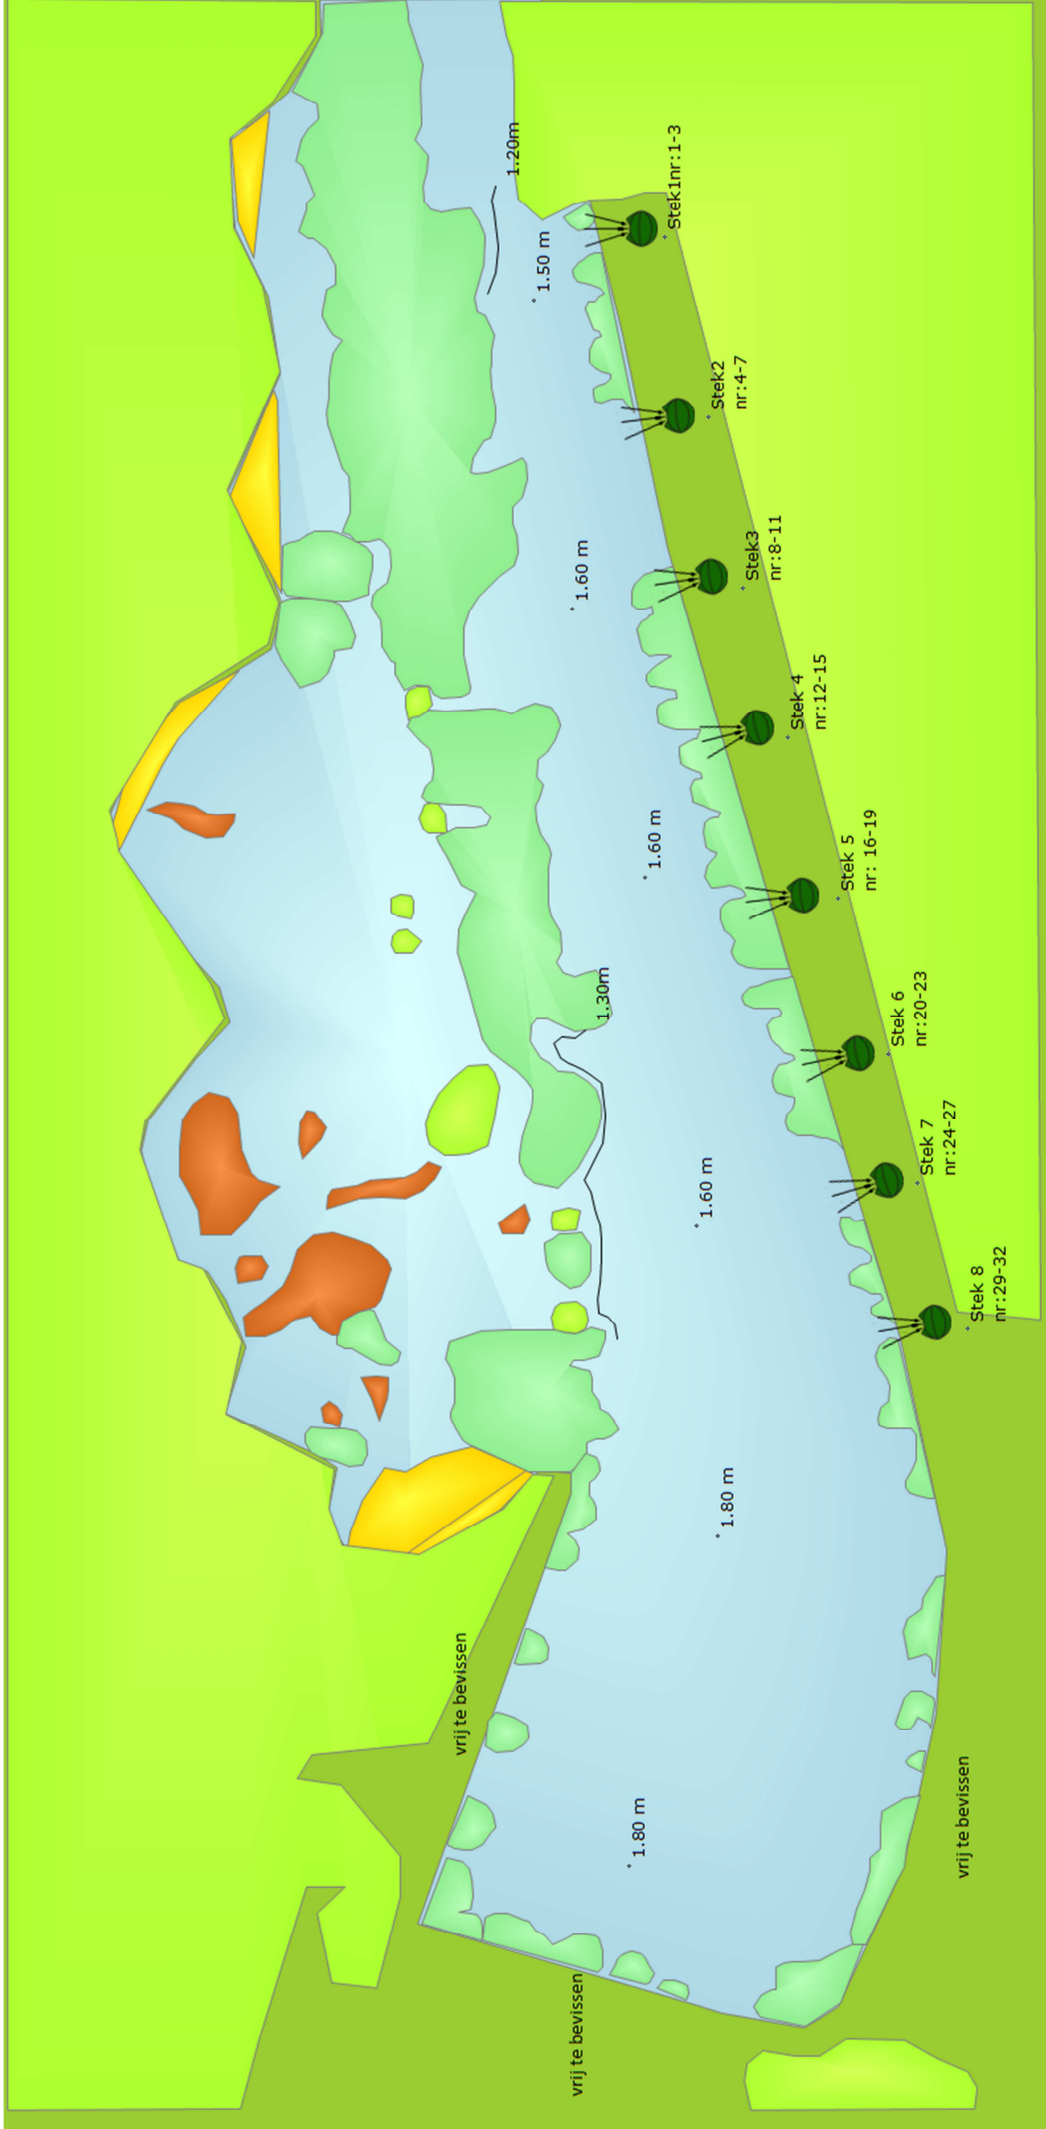 1.20m
Stek1nr:1-3
1.50 m
Stek2
nr:4-7
Stek3
nr:8-11
1.60 m
Stek 4
nr:12-15
Stek 5
nr: 16-19
1.60 m
1.30m
Stek 6
nr:20-23
Stek 7
nr:24-27
1.60 m
Stek 8
nr:29-32
1.80 m
vrij te bevissen
1.80 m
vrij te bevissen
vrij te bevissen